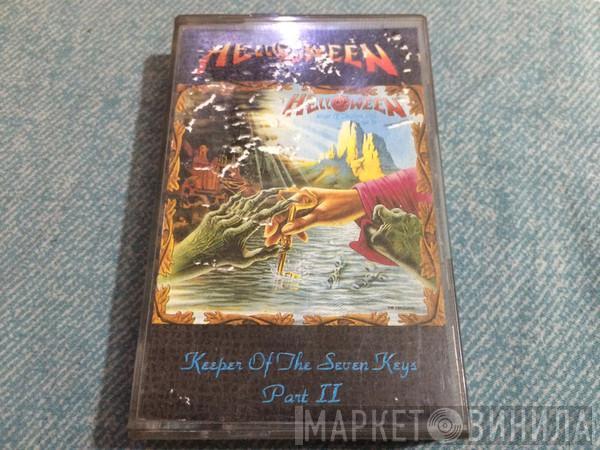 HELLOWEEN
HELLOWEEN
Keeper Of The Seven Keys
Part II
МАРКЕТ ВИНИЛА